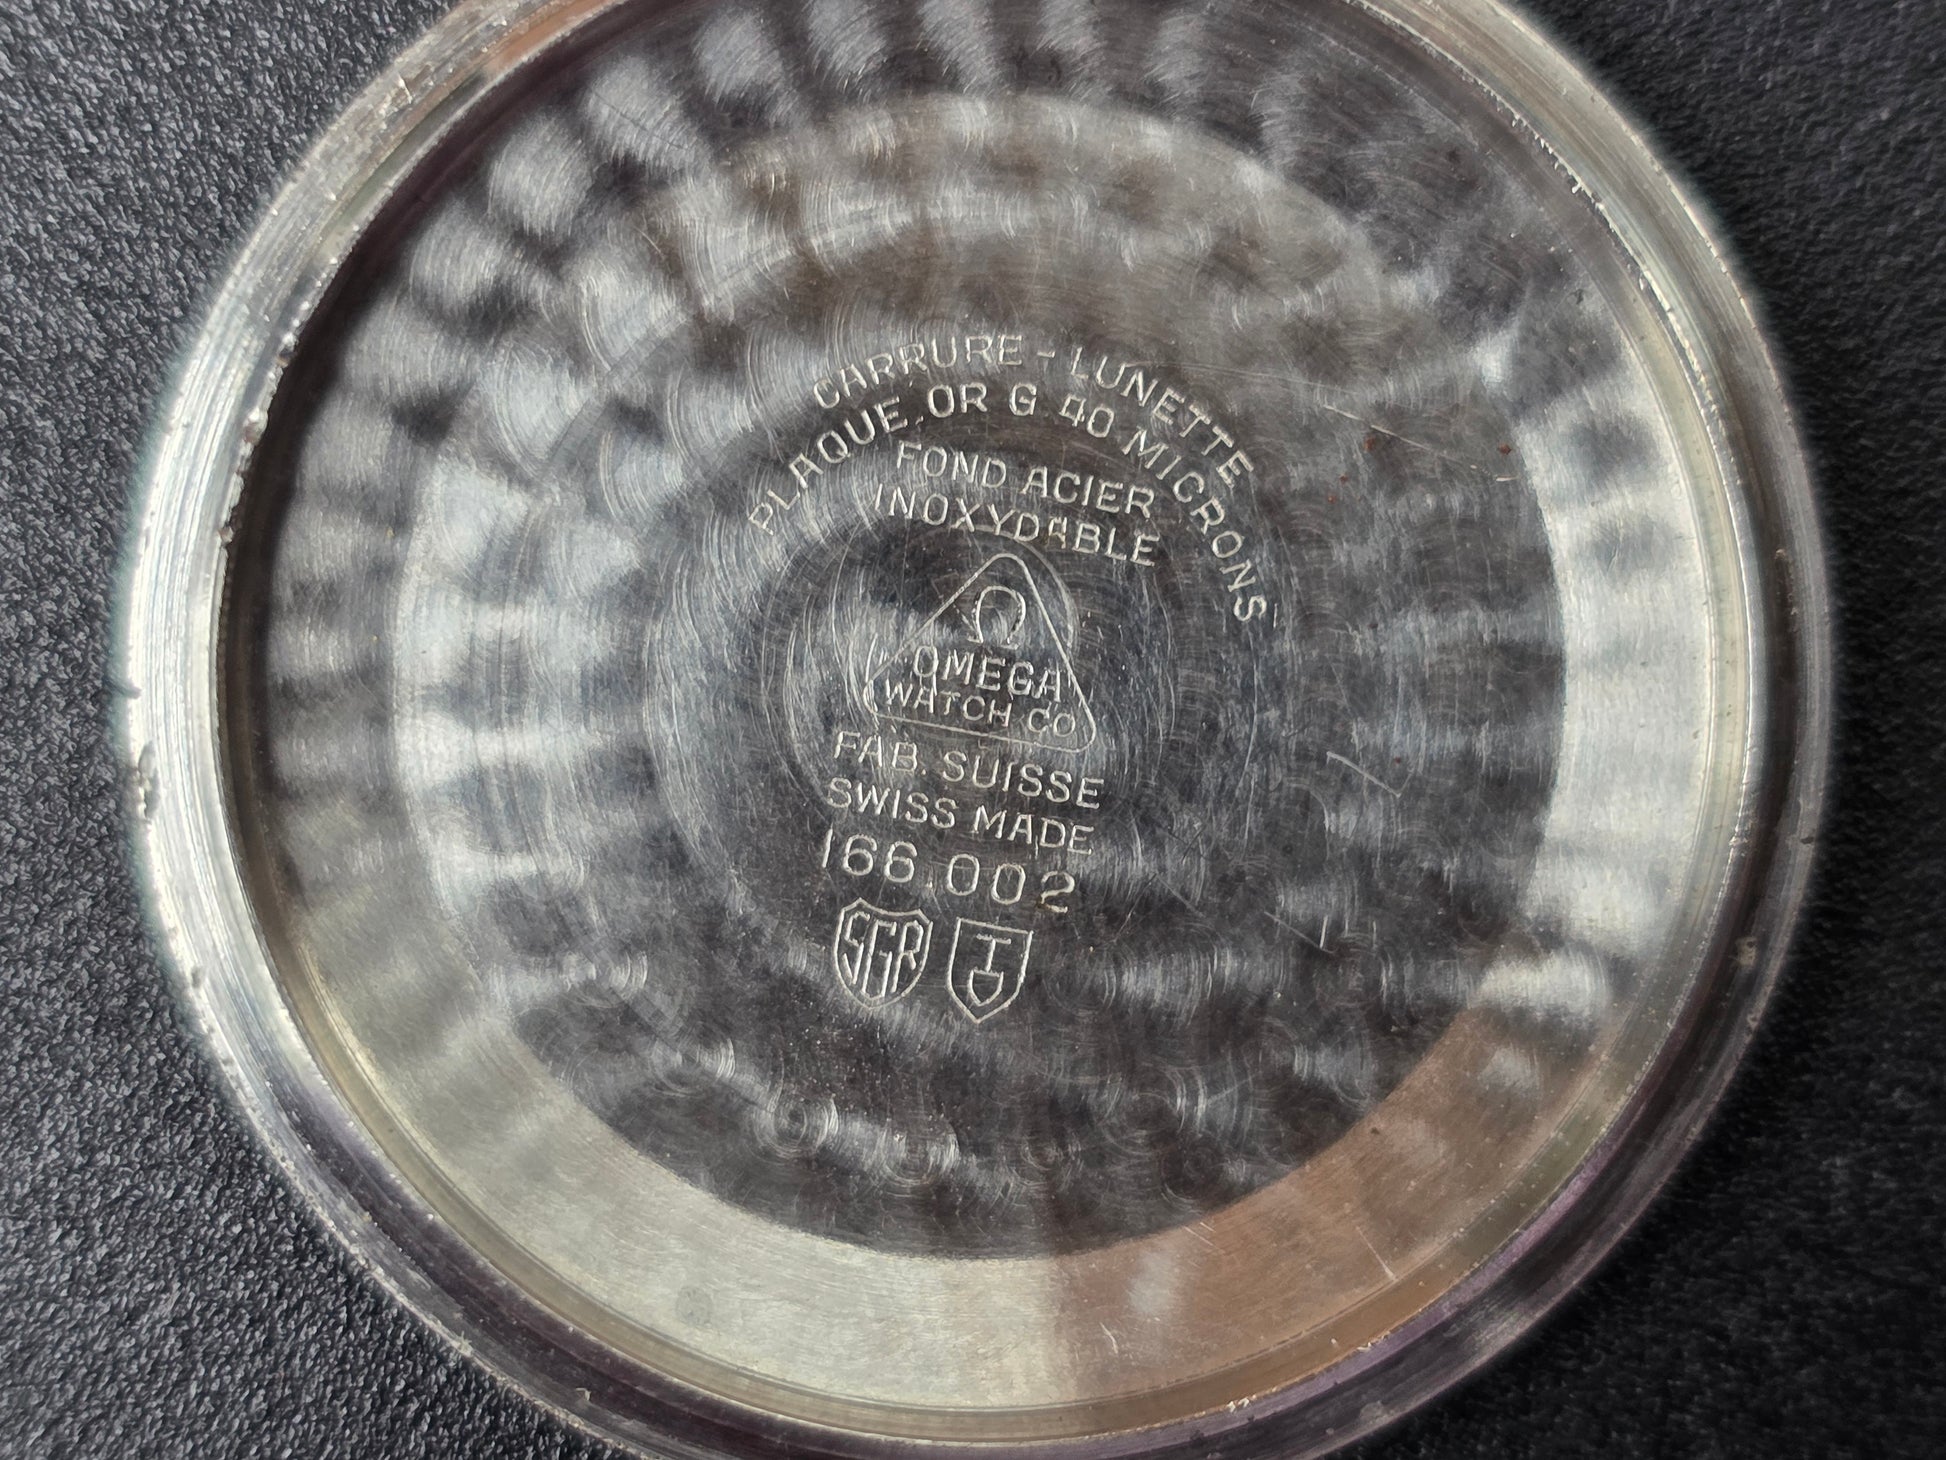 CARRURE - LUNETTE
PLAQUE OR G. 40 MICRONS
FOND ACIER
INOXYDABLE
Ω
OMEGA
WATCH CO
FAB. SUISSE
SWISS MADE
166.002
SGR